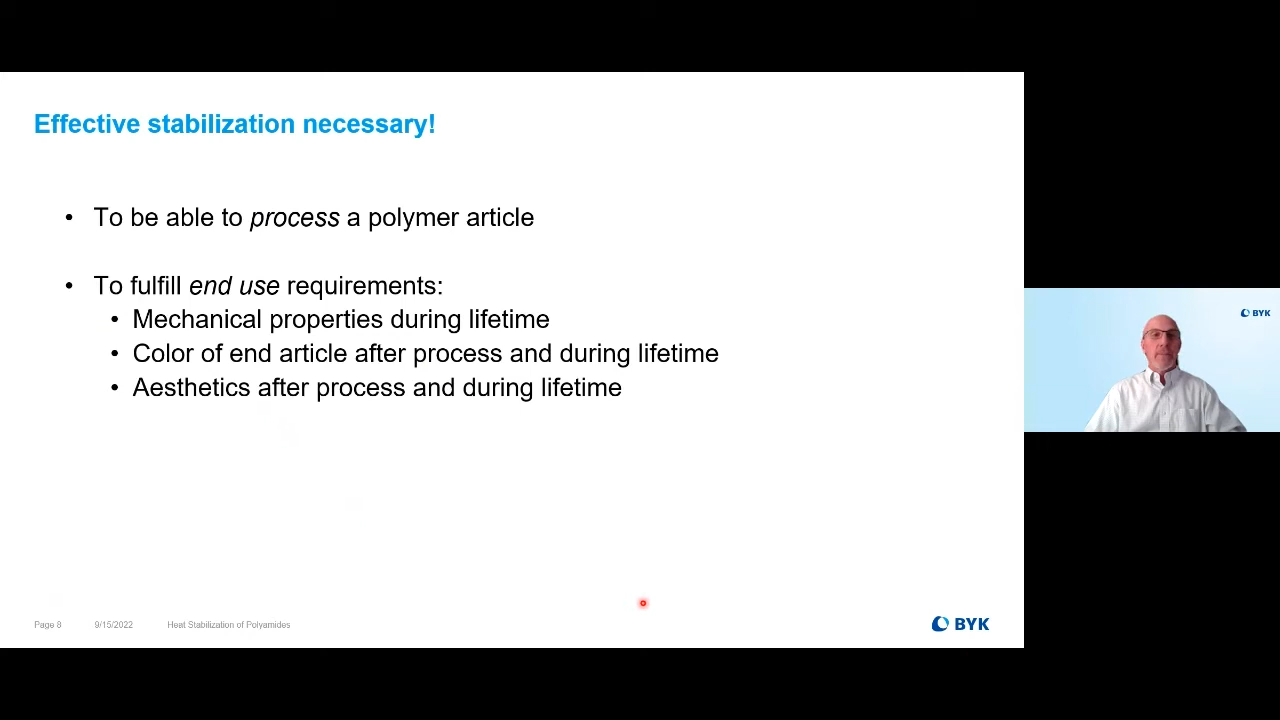 Effective stabilization necessary!
• To be able to process a polymer article
• To fulfill end use requirements:
• Mechanical properties during lifetime
• Color of end article after process and during lifetime
• Aesthetics after process and during lifetime
Page 8 9/15/2022 Heat Stabilization of Polyamides
BYK
BYK